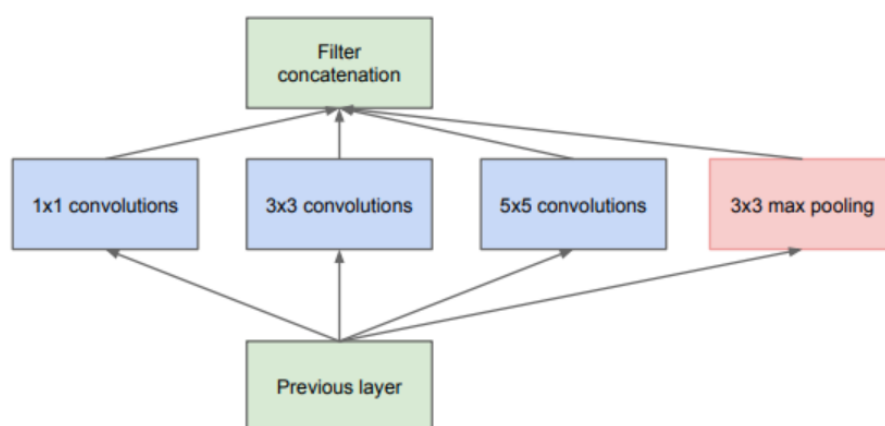 Filter
concatenation
1x1 convolutions
3x3 convolutions
5x5 convolutions
3x3 max pooling
Previous layer